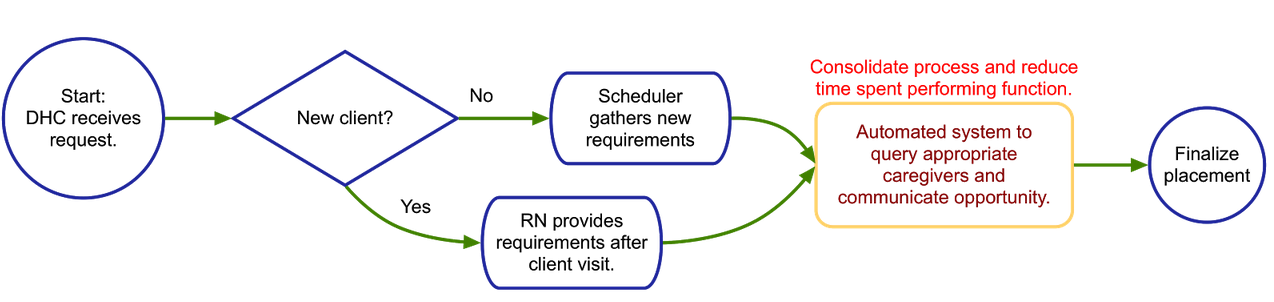 Start:
DHC receives
request.
New client?
No
Yes
Scheduler
gathers new
requirements
RN provides
requirements after
client visit.
Consolidate process and reduce
time spent performing function.
Automated system to
query appropriate
caregivers and
communicate opportunity.
Finalize
placement